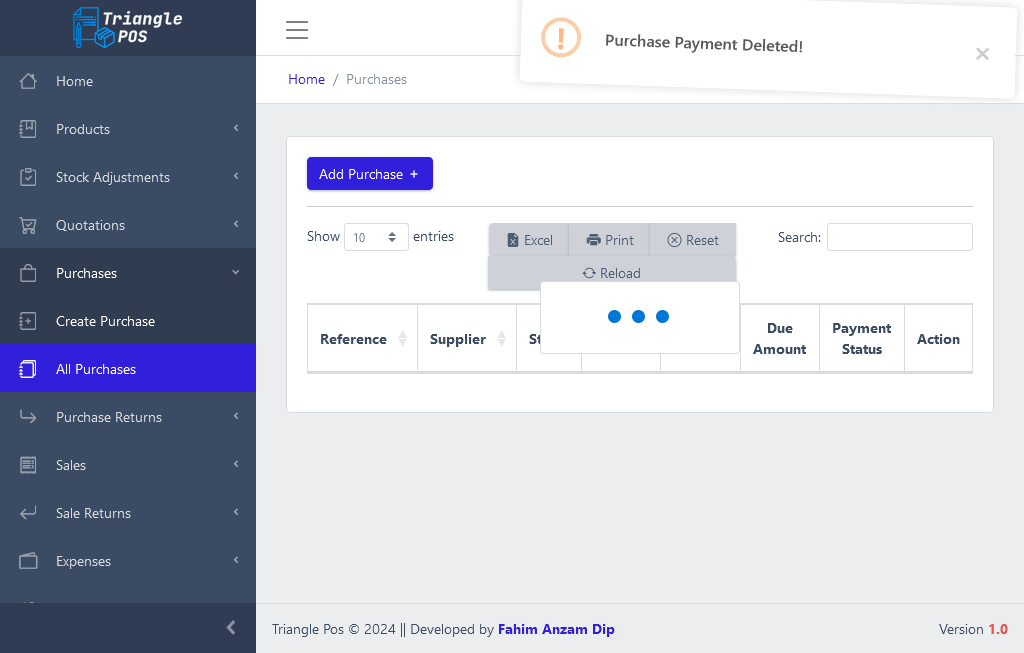 Triangle
POS
Purchase Payment Deleted!
×
Home
Products
Stock Adjustments
Quotations
Purchases
Create Purchase
All Purchases
Purchase Returns
Sales
Sale Returns
Expenses
Home / Purchases
Add Purchase +
Show 10 entries
Excel Print Reset
Reload
Search:
Reference Supplier Due Amount Payment Status Action
Triangle Pos © 2024 || Developed by Fahim Anzam Dip
Version 1.0